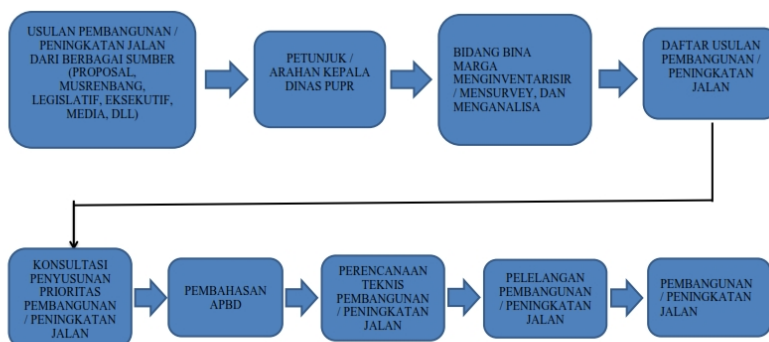 USULAN PEMBANGUNAN /
PENINGKATAN JALAN
DARI BERBAGAI SUMBER
(PROPOSAL,
MUSRENBANG,
LEGISLATIF, EKSEKUTIF,
MEDIA, DLL)
PETUNJUK /
ARAHAN KEPALA
DINAS PUPR
BIDANG BINA
MARGA
MENGINVENTARISIR
/ MENSURVEY, DAN
MENGANALISA
DAFTAR USULAN
PEMBANGUNAN /
PENINGKATAN
JALAN
KONSULTASI
PENYUSUNAN
PRIORITAS
PEMBANGUNAN
/ PENINGKATAN
JALAN
PEMBAHASAN
APBD
PERENCANAAN
TEKNIS
PEMBANGUNAN
/ PENINGKATAN
JALAN
PELELANGAN
PEMBANGUNAN
/ PENINGKATAN
JALAN
PEMBANGUNAN
/ PENINGKATAN
JALAN